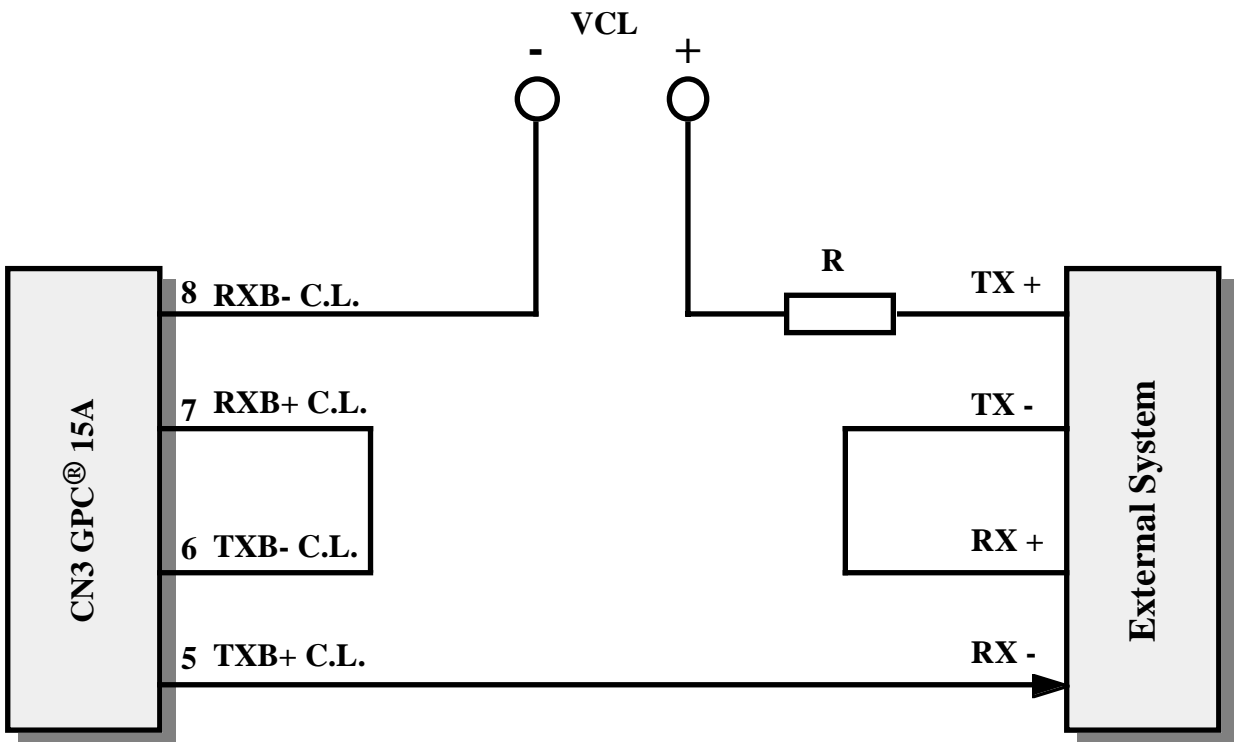 VCL
- +
R
8 RXB- C.L.
TX +
7 RXB+ C.L.
TX -
6 TXB- C.L.
RX +
5 TXB+ C.L.
RX -
CN3 GPC® 15A
External System